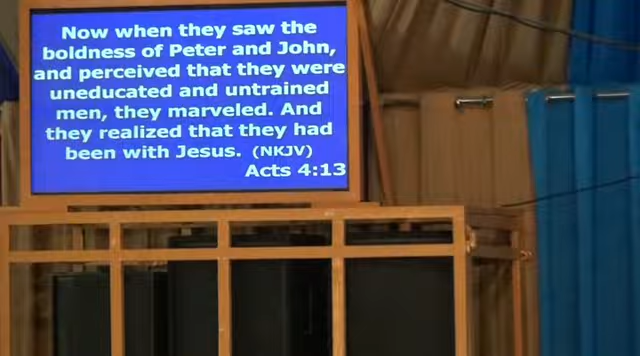 Now when they saw the
boldness of Peter and John,
and perceived that they were
uneducated and untrained
men, they marveled. And
they realized that they had
been with Jesus. (NKJV)
Acts 4:13